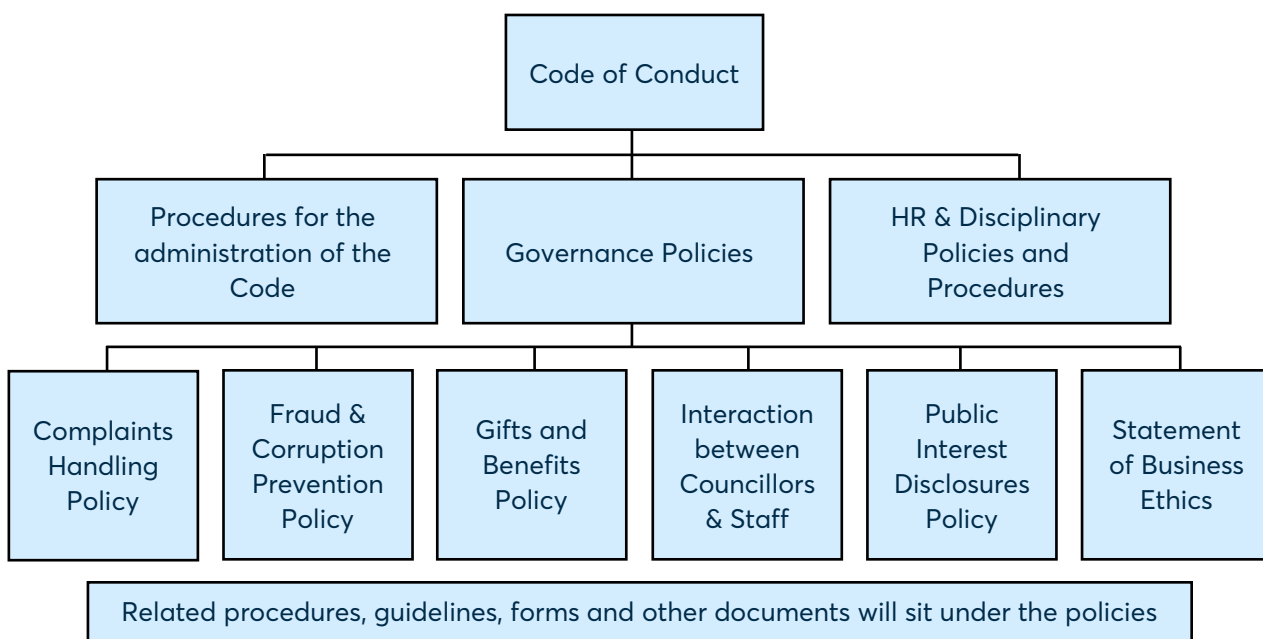 Code of Conduct
Procedures for the
administration of the
Code
Governance Policies
HR & Disciplinary
Policies and
Procedures
Complaints
Handling
Policy
Fraud &
Corruption
Prevention
Policy
Gifts and
Benefits
Policy
Interaction
between
Councillors
& Staff
Public
Interest
Disclosures
Policy
Statement
of Business
Ethics
Related procedures, guidelines, forms and other documents will sit under the policies